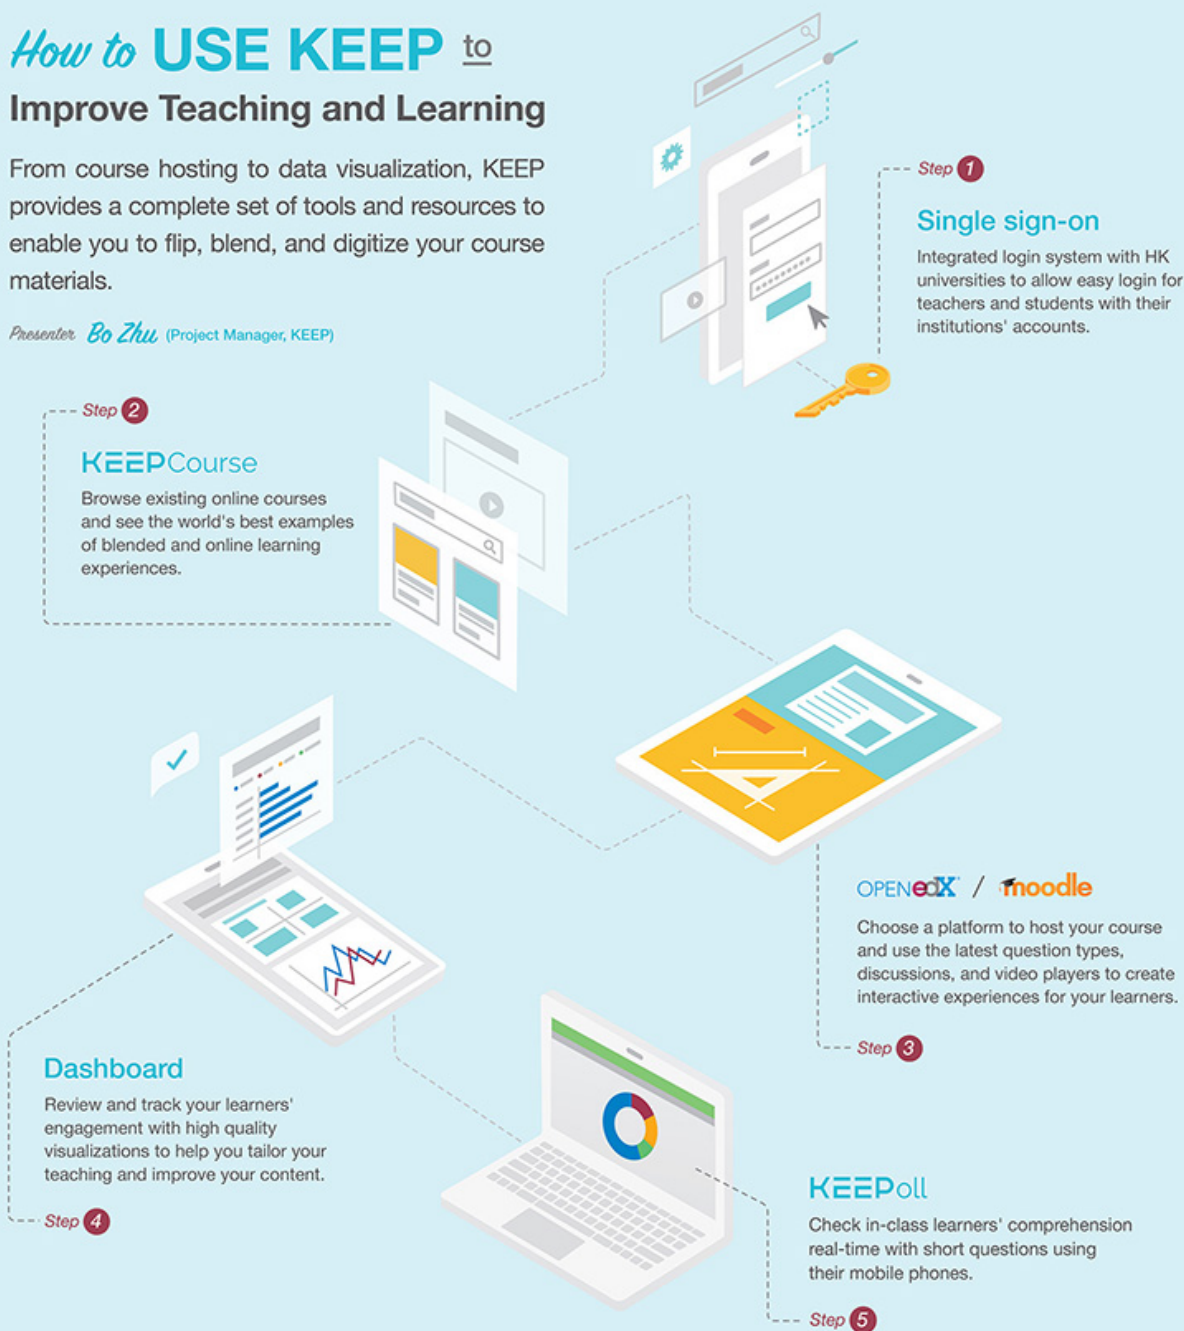 How to USE KEEP to
Improve Teaching and Learning
From course hosting to data visualization, KEEP
provides a complete set of tools and resources to
enable you to flip, blend, and digitize your course
materials.
Presenter Bo Zhu (Project Manager, KEEP)
Step 1
Single sign-on
Integrated login system with HK
universities to allow easy login for
teachers and students with their
institutions' accounts.
Step 2
KEEPCourse
Browse existing online courses
and see the world's best examples
of blended and online learning
experiences.
OPENedX / moodle
Choose a platform to host your course
and use the latest question types,
discussions, and video players to create
interactive experiences for your learners.
Step 3
Dashboard
Review and track your learners'
engagement with high quality
visualizations to help you tailor your
teaching and improve your content.
Step 4
KEEPoll
Check in-class learners' comprehension
real-time with short questions using
their mobile phones.
Step 5